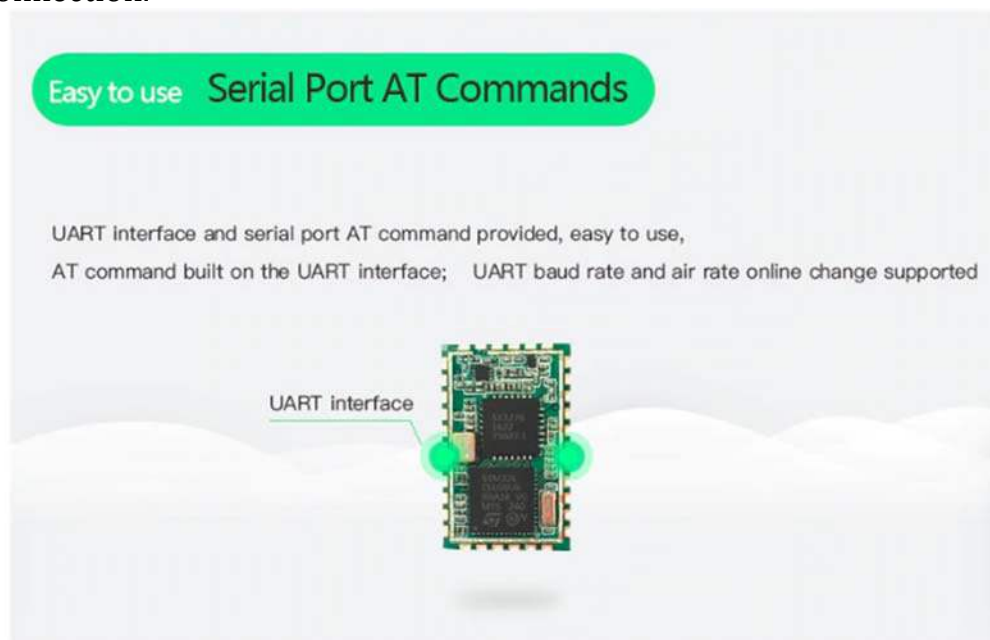 Easy to use Serial Port AT Commands
UART interface and serial port AT command provided, easy to use,
AT command built on the UART interface; UART baud rate and air rate online change supported
UART interface